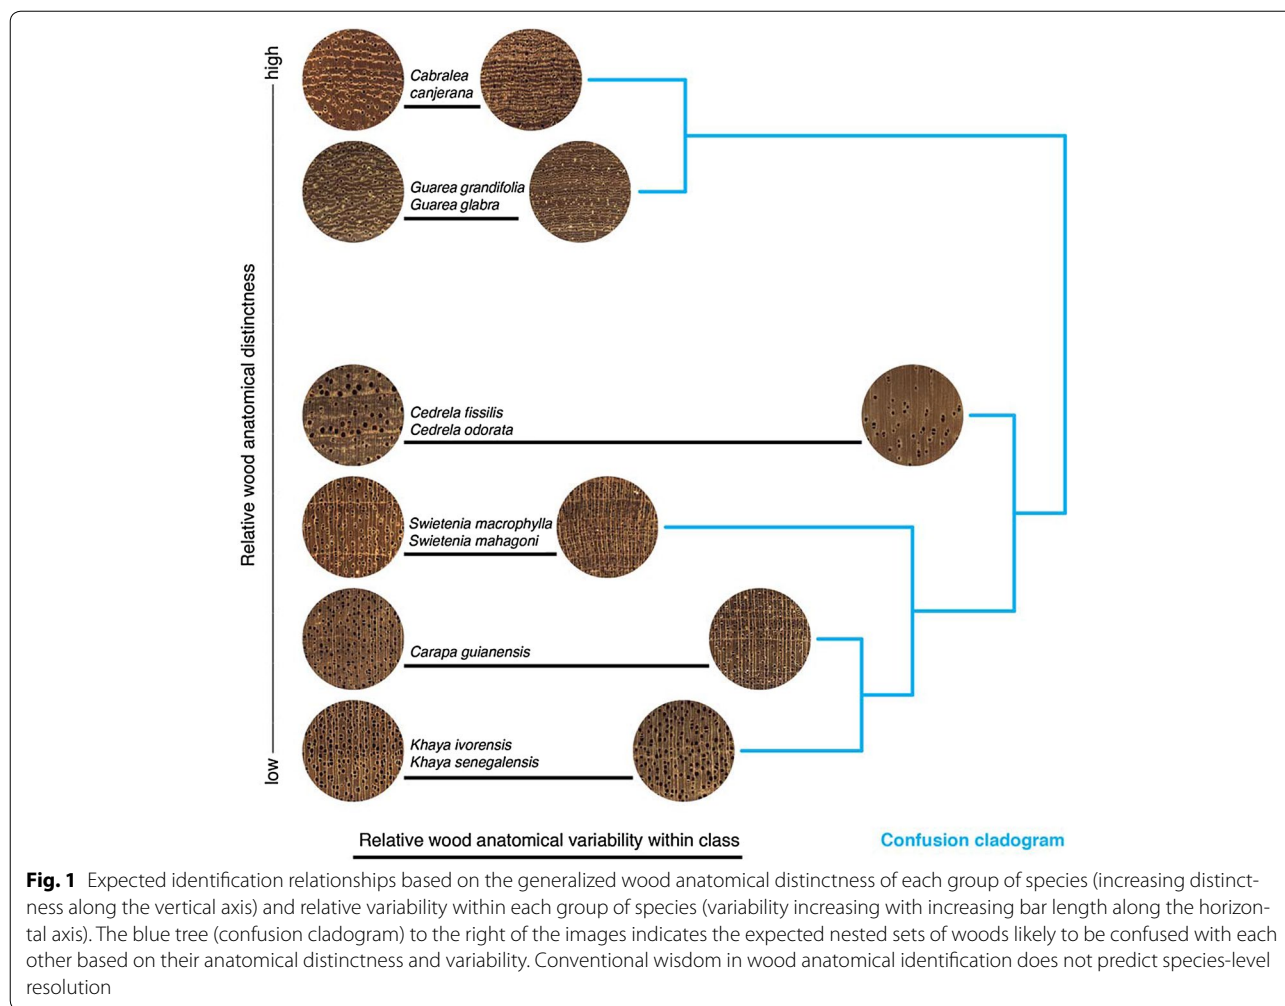 high
Cabralea
canjerana
Guarea grandifolia
Guarea glabra
Relative wood anatomical distinctness
Cedrela fissilis
Cedrela odorata
Swietenia macrophylla
Swietenia mahagoni
Carapa guianensis
Khaya ivorensis
Khaya senegalensis
low
Relative wood anatomical variability within class
Confusion cladogram
Fig. 1 Expected identification relationships based on the generalized wood anatomical distinctness of each group of species (increasing distinct-
ness along the vertical axis) and relative variability within each group of species (variability increasing with increasing bar length along the horizon-
tal axis). The blue tree (confusion cladogram) to the right of the images indicates the expected nested sets of woods likely to be confused with each
other based on their anatomical distinctness and variability. Conventional wisdom in wood anatomical identification does not predict species-level
resolution